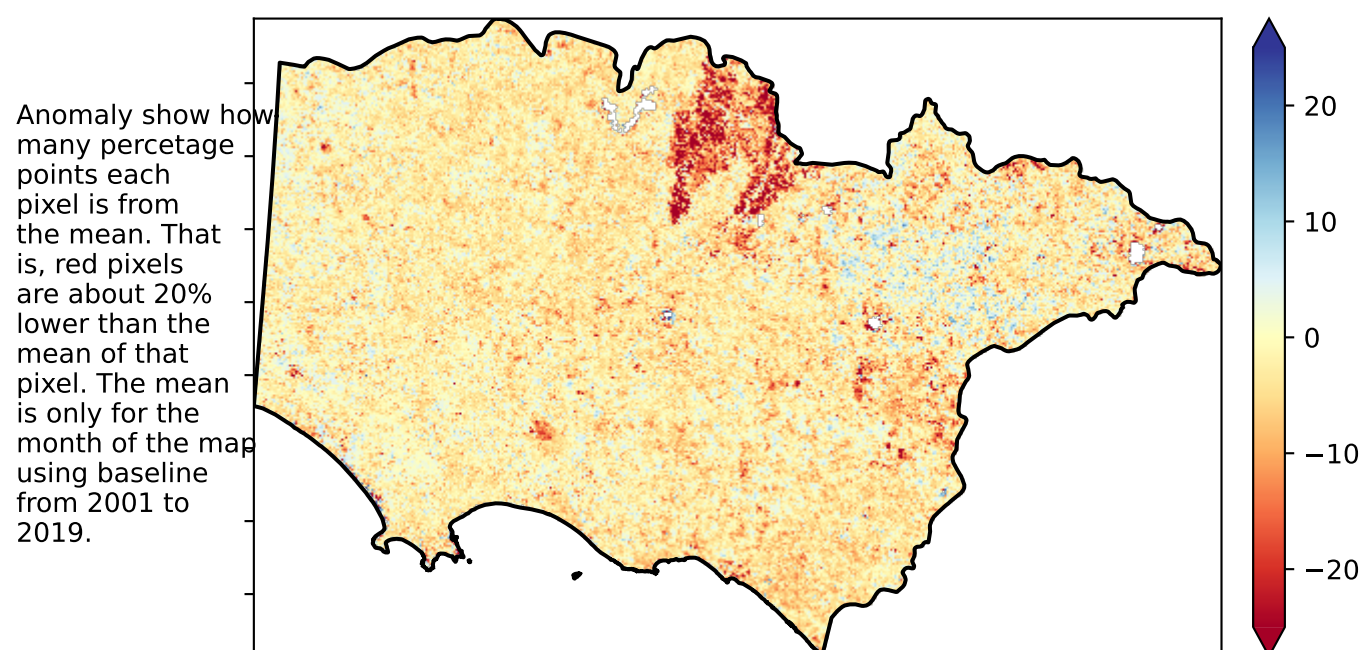 Anomaly show how
many percetage
points each
pixel is from
the mean. That
is, red pixels
are about 20%
lower than the
mean of that
pixel. The mean
is only for the
month of the map
using baseline
from 2001 to
2019.
20
10
0
−10
−20